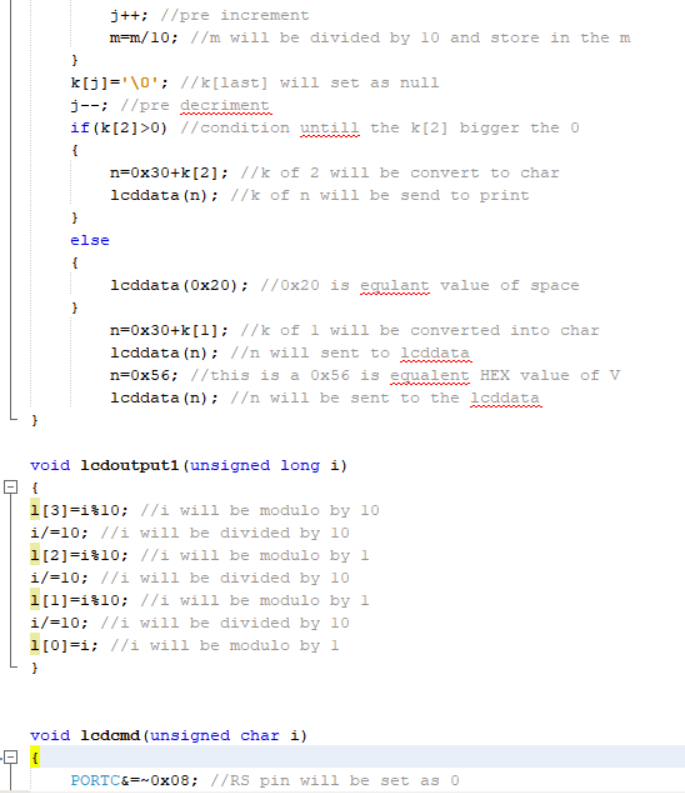 j++; //pre increment
m=m/10; //m will be divided by 10 and store in the m
}
k[j]='\0'; //k[last] will set as null
j--; //pre decriment
if(k[2]>0) //condition untill the k[2] bigger the 0
{
n=0x30+k[2]; //k of 2 will be convert to char
lcddata(n); //k of n will be send to print
}
else
{
lcddata(0x20); //0x20 is equlant value of space
}
n=0x30+k[1]; //k of 1 will be converted into char
lcddata(n); //n will sent to lcddata
n=0x56; //this is a 0x56 is equalent HEX value of V
lcddata(n); //n will be sent to the lcddata
}
void lcdoutput1(unsigned long i)
{
l[3]=i%10; //i will be modulo by 10
i/=10; //i will be divided by 10
l[2]=i%10; //i will be modulo by 1
i/=10; //i will be divided by 10
l[1]=i%10; //i will be modulo by 1
i/=10; //i will be divided by 10
l[0]=i; //i will be modulo by 1
}
void lcdcmd(unsigned char i)
{
PORTC&=~0x08; //RS pin will be set as 0